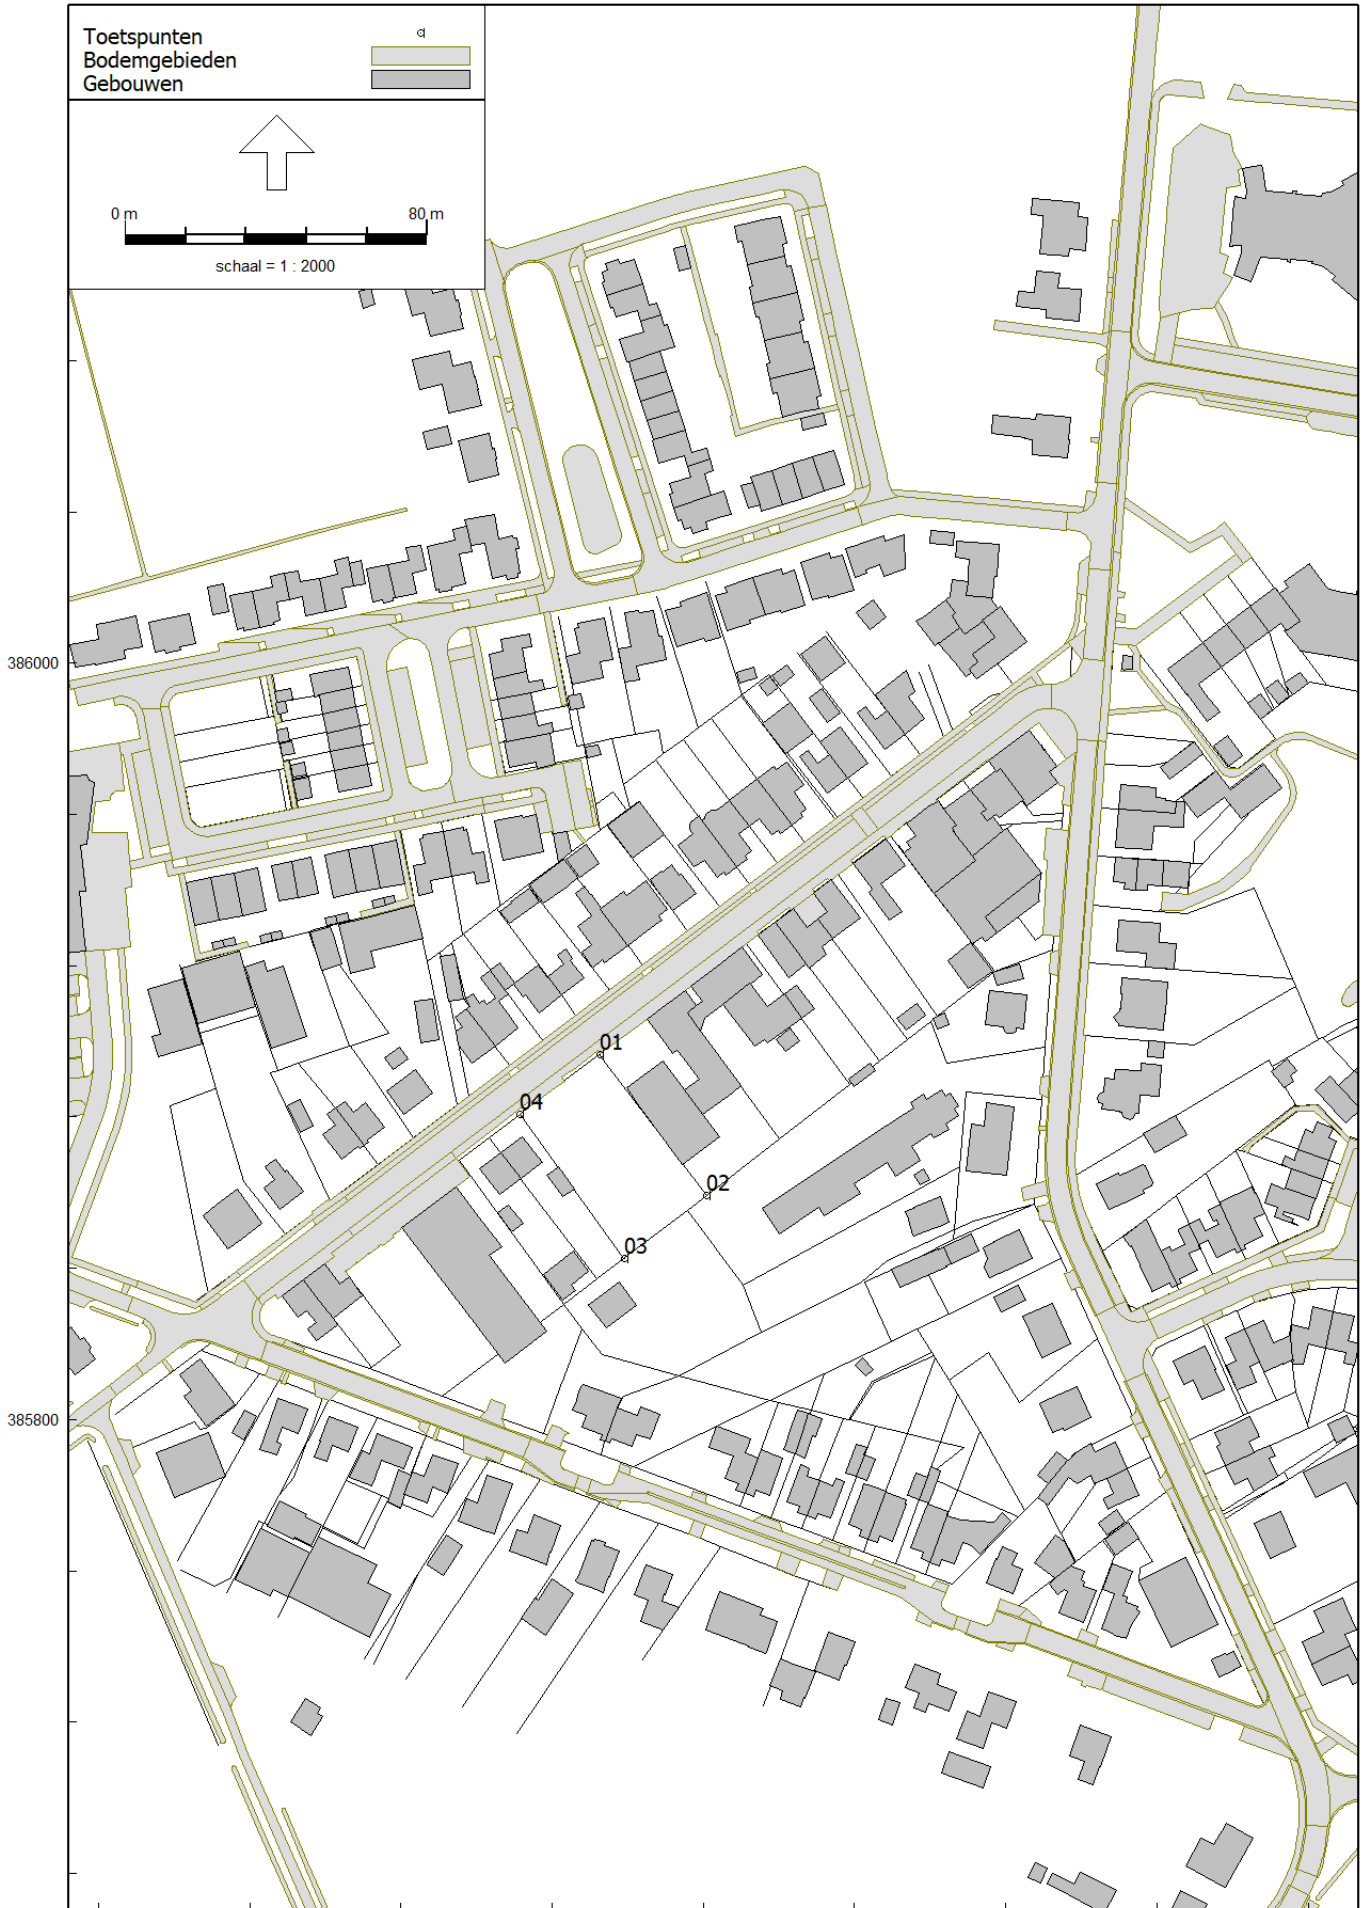 Toetspunten
Bodemgebieden
Gebouwen
0 m 80 m
schaal = 1 : 2000
386000
01
04
02
03
385800